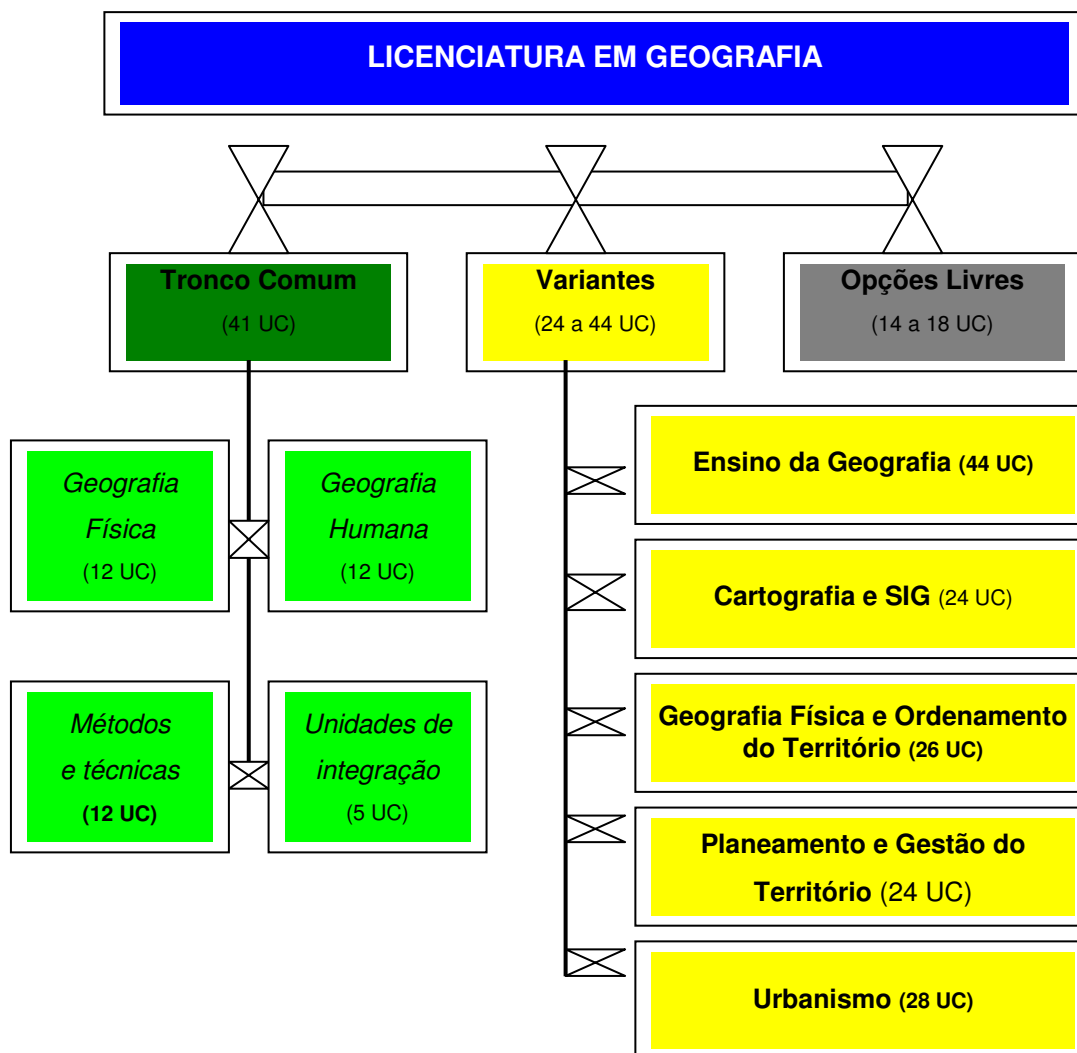 LICENCIATURA EM GEOGRAFIA
Tronco Comum
(41 UC)
Variantes
(24 a 44 UC)
Opções Livres
(14 a 18 UC)
Geografia
Física
(12 UC)
Geografia
Humana
(12 UC)
Métodos
e técnicas
(12 UC)
Unidades de
integração
(5 UC)
Ensino da Geografia (44 UC)
Cartografia e SIG (24 UC)
Geografia Física e Ordenamento
do Território (26 UC)
Planeamento e Gestão do
Território (24 UC)
Urbanismo (28 UC)